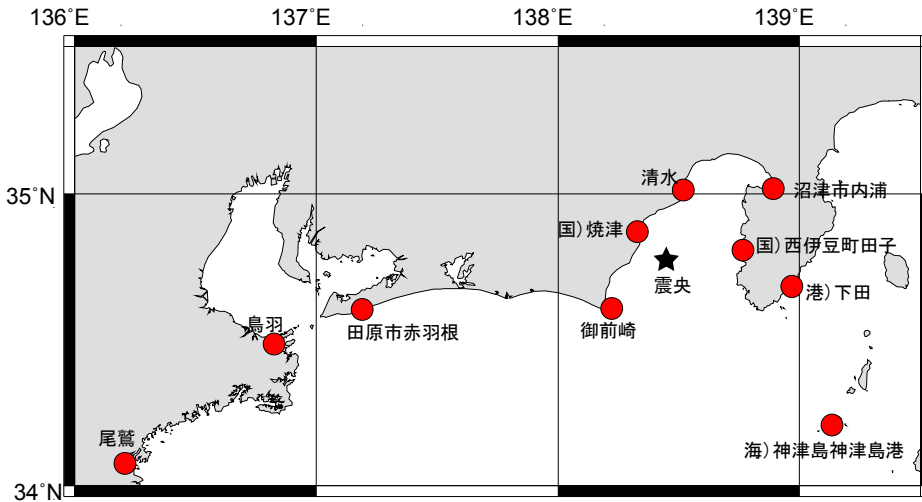 136˚E
137˚E
138˚E
139˚E
35˚N
34˚N
清水
沼津市内浦
国）焼津
国）西伊豆町田子
震央
港）下田
御前崎
田原市赤羽根
鳥羽
海）神津島神津島港
尾鷲